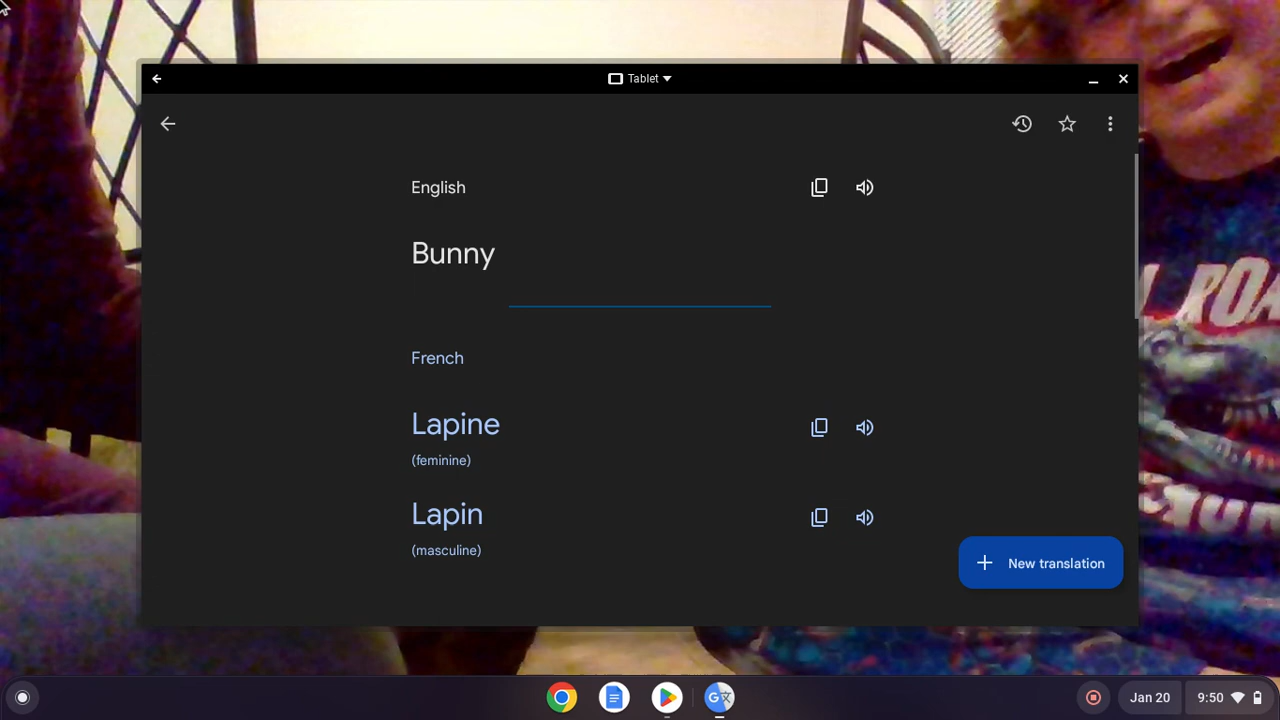 Tablet
English
Bunny
French
Lapine
(feminine)
Lapin
(masculine)
New translation
Jan 20
9:50